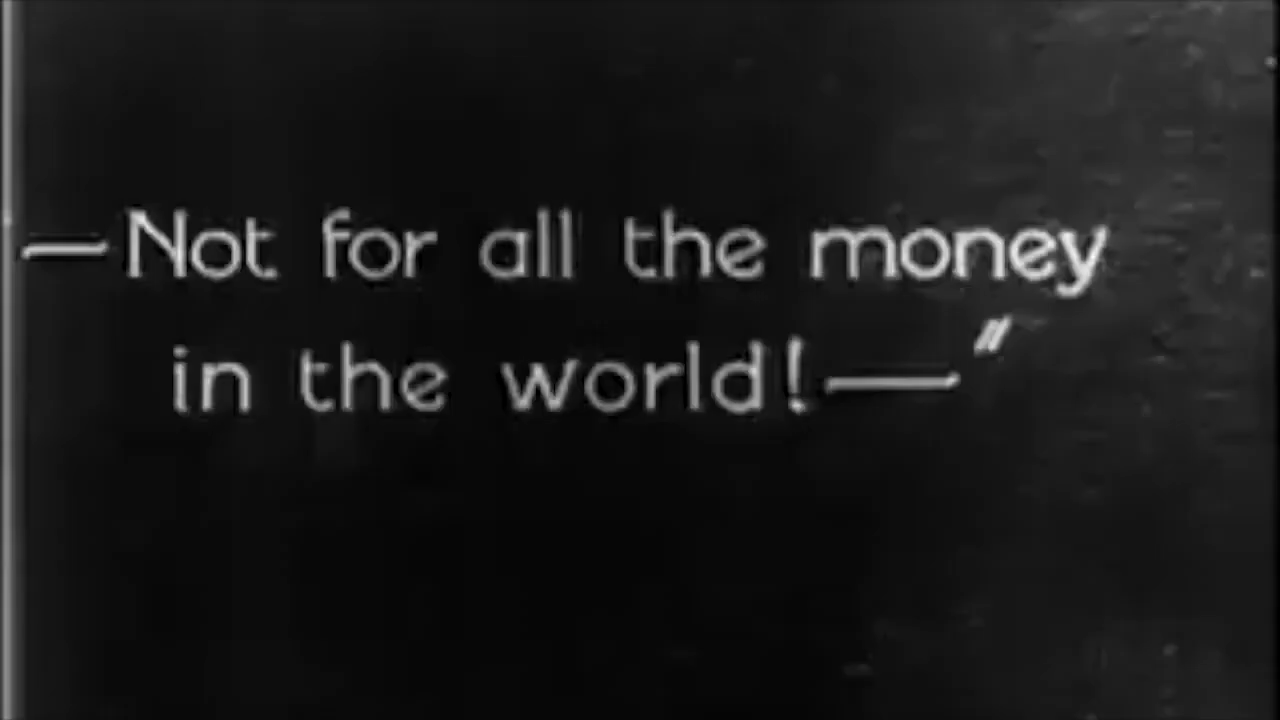 —Not for all the money
in the world!—"